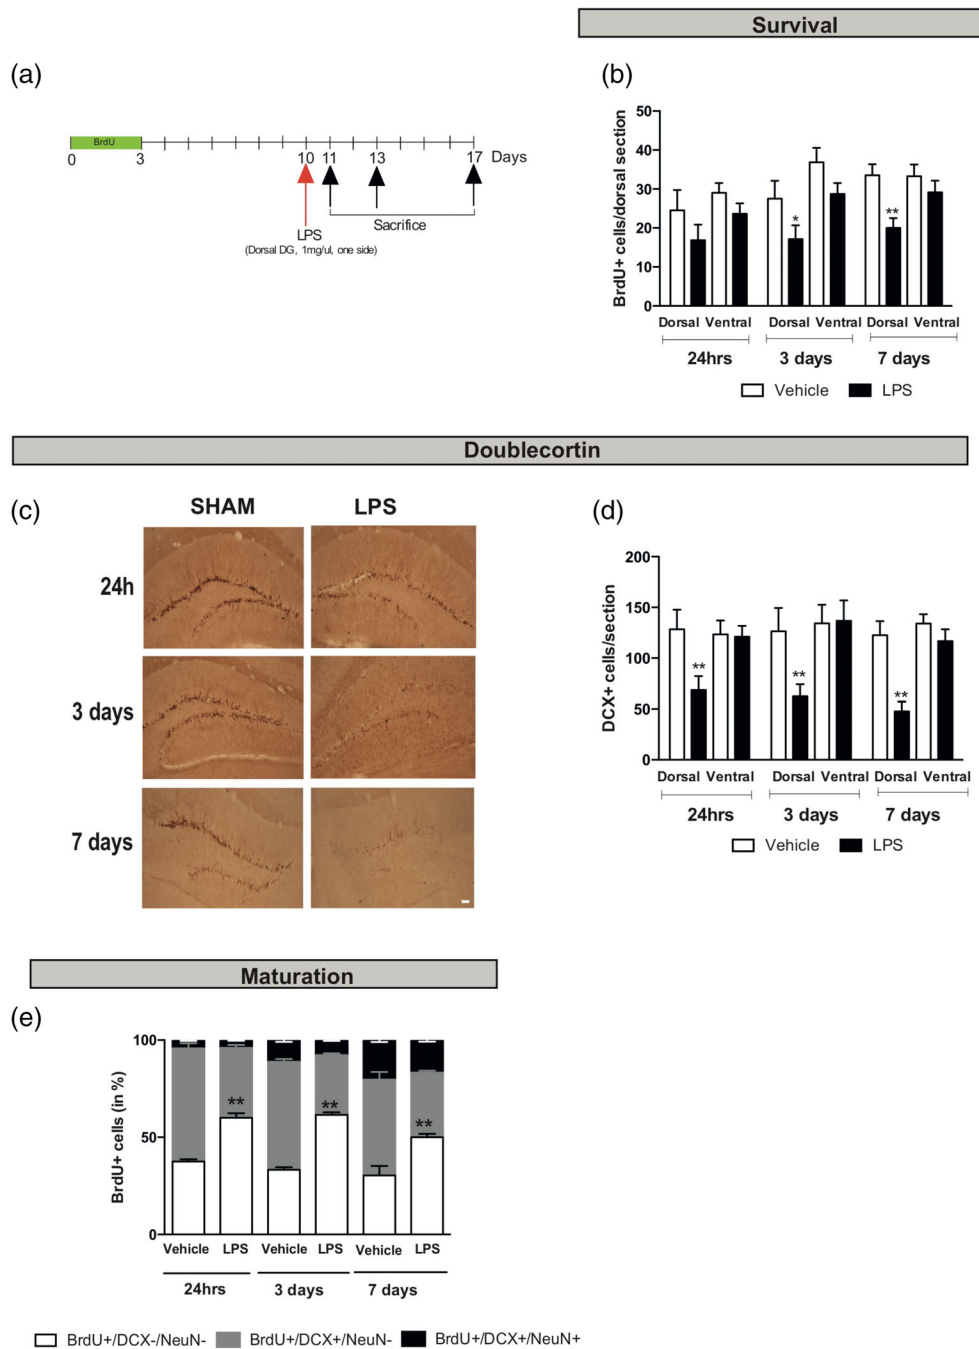 Survival
(a)
BrdU
0 3 10 11 13 17 Days
LPS
(Dorsal DG, 1mg/ul, one side)
Sacrifice
(b)
BrdU+ cells/dorsal section
50
40
30
20
10
0
* **
Dorsal Ventral Dorsal Ventral Dorsal Ventral
24hrs 3 days 7 days
Vehicle LPS
Doublecortin
(c)
SHAM LPS
24h
3 days
7 days
(d)
DCX+ cells/section
200
150
100
50
0
** ** **
Dorsal Ventral Dorsal Ventral Dorsal Ventral
24hrs 3 days 7 days
Vehicle LPS
Maturation
(e)
BrdU+ cells (in %)
100
50
0
** ** **
Vehicle LPS Vehicle LPS Vehicle LPS
24hrs 3 days 7 days
BrdU+/DCX-/NeuN- BrdU+/DCX+/NeuN- BrdU+/DCX+/NeuN+